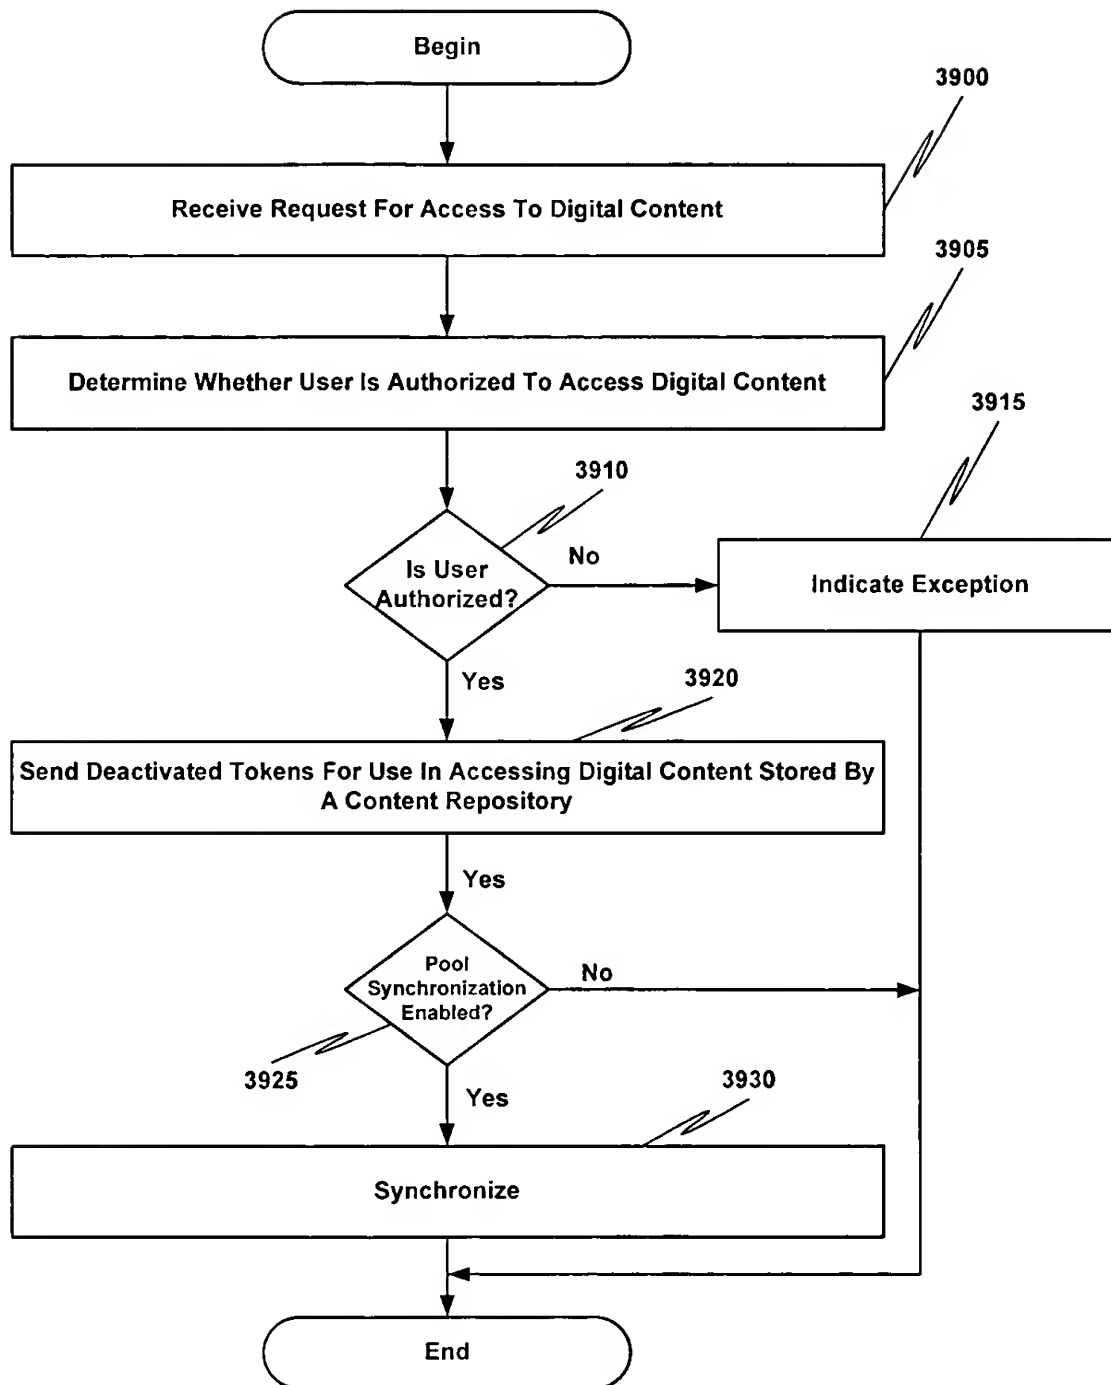 Begin
3900
Receive Request For Access To Digital Content
3905
Determine Whether User Is Authorized To Access Digital Content
3915
3910
No
Is User
Authorized?
Indicate Exception
Yes
3920
Send Deactivated Tokens For Use In Accessing Digital Content Stored By
A Content Repository
Yes
Pool
Synchronization
Enabled?
No
3925
3930
Yes
Synchronize
End